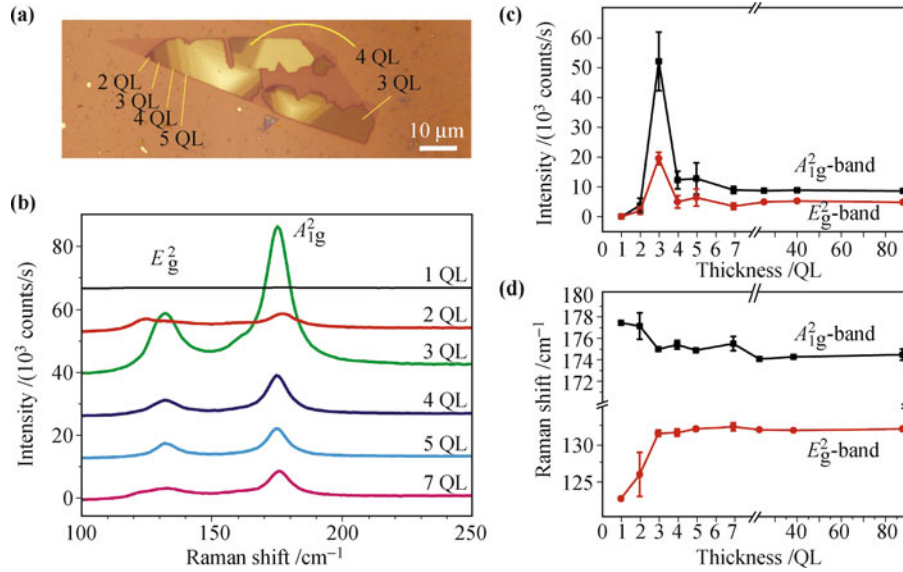 (a)
2 QL
3 QL
4 QL
5 QL
4 QL
3 QL
10 µm
(b)
Intensity /(10³ counts/s)
80
60
40
20
0
E²g
A²1g
1 QL
2 QL
3 QL
4 QL
5 QL
7 QL
100 150 200 250
Raman shift /cm⁻¹
(c)
Intensity /(10³ counts/s)
60
50
40
30
20
10
0
A²1g-band
E²g-band
0 1 2 3 4 5 6 7 40 60 80
Thickness /QL
(d)
Raman shift /cm⁻¹
180
178
176
174
172
130
125
A²1g-band
E²g-band
0 1 2 3 4 5 6 7 40 60 80
Thickness /QL